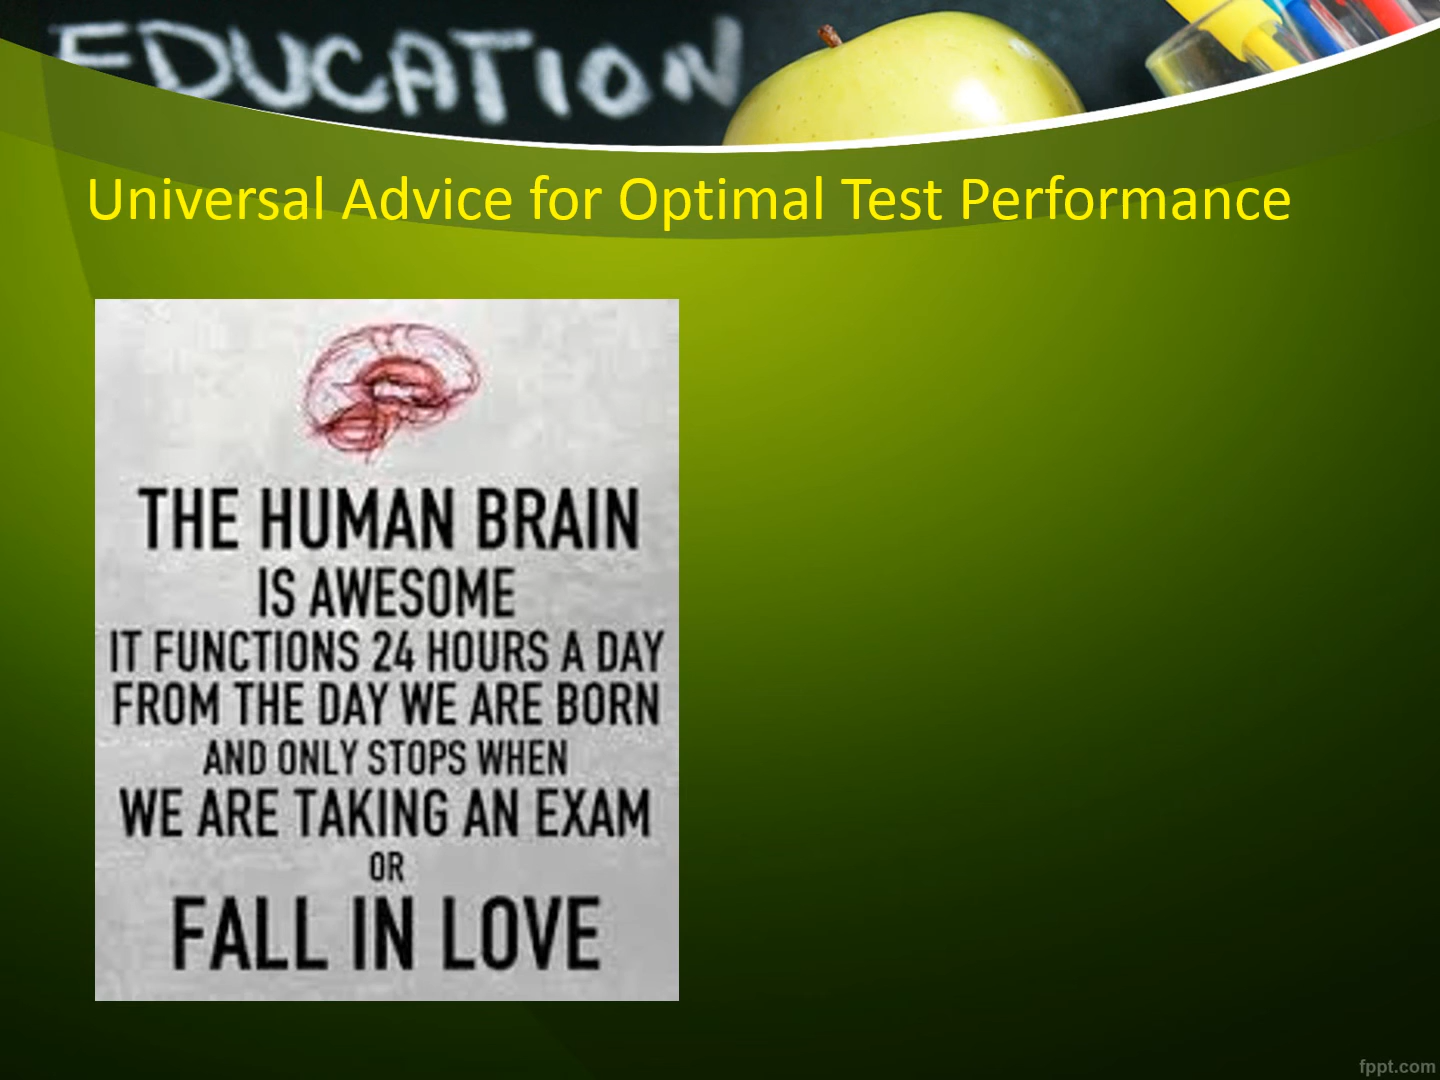 EDUCATION
Universal Advice for Optimal Test Performance
THE HUMAN BRAIN
IS AWESOME
IT FUNCTIONS 24 HOURS A DAY
FROM THE DAY WE ARE BORN
AND ONLY STOPS WHEN
WE ARE TAKING AN EXAM
OR
FALL IN LOVE
fppt.com